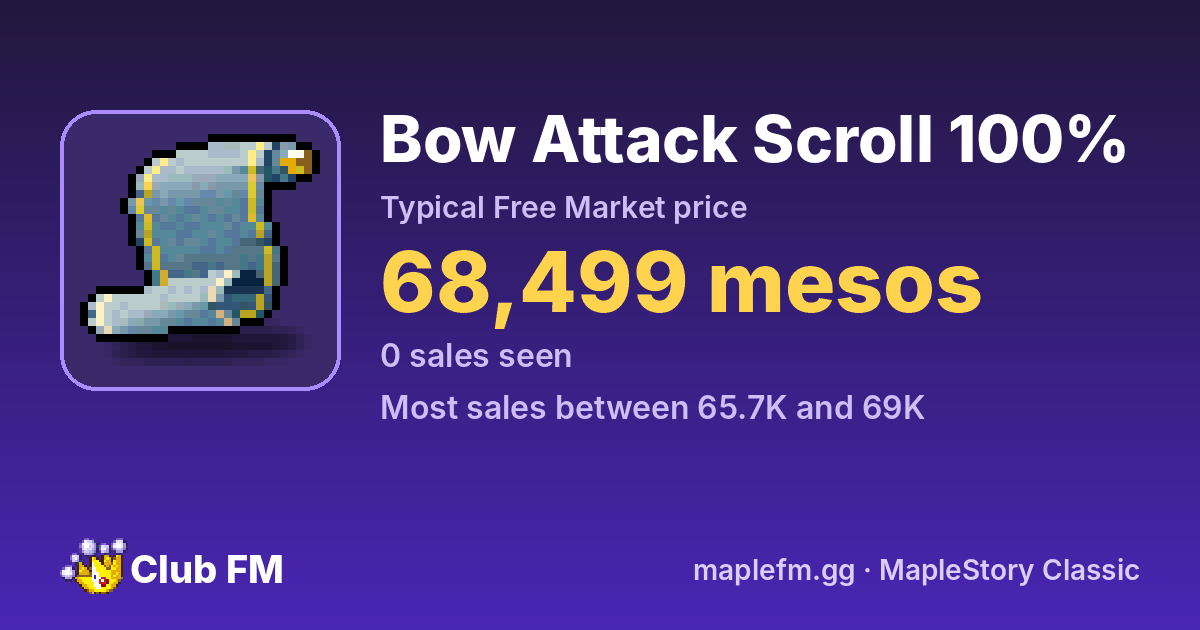 Bow Attack Scroll 100%
Typical Free Market price
68,499 mesos
0 sales seen
Most sales between 65.7K and 69K
Club FM
maplefm.gg · MapleStory Classic